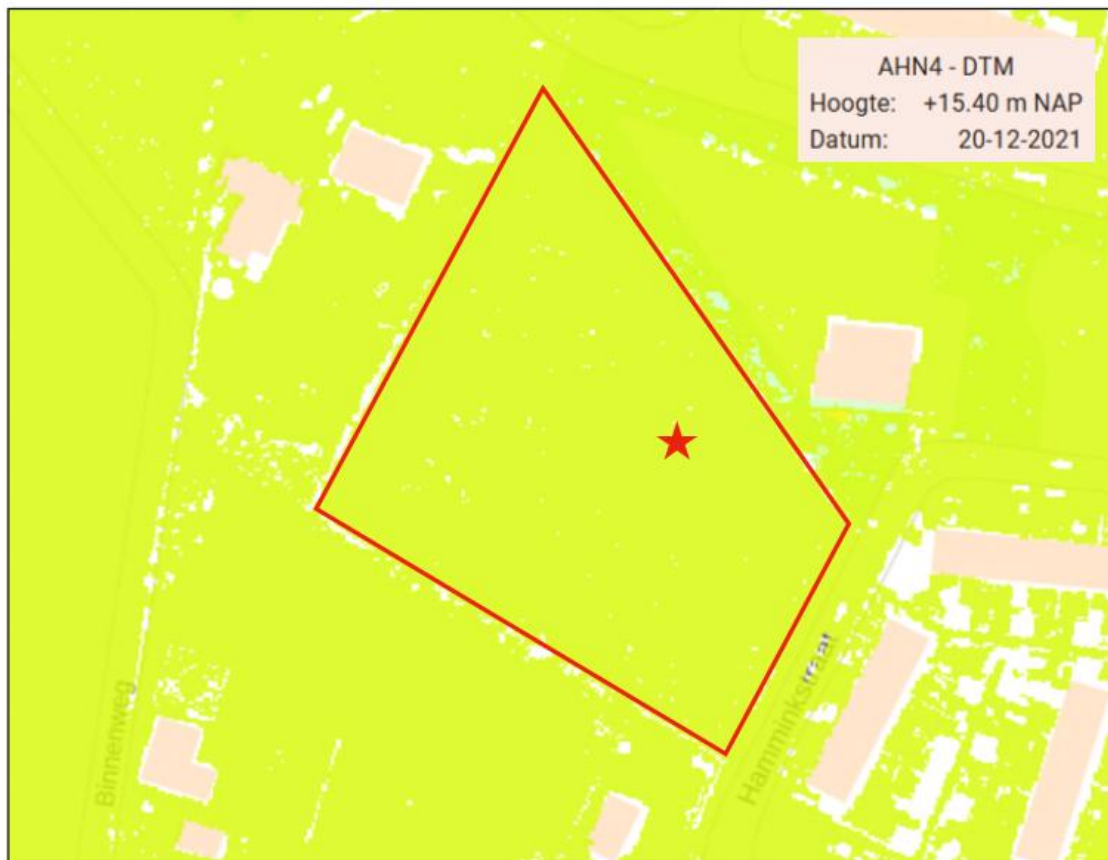 AHN4 - DTM
Hoogte: +15.40 m NAP
Datum: 20-12-2021
Binnenweg
Hamminkstraat